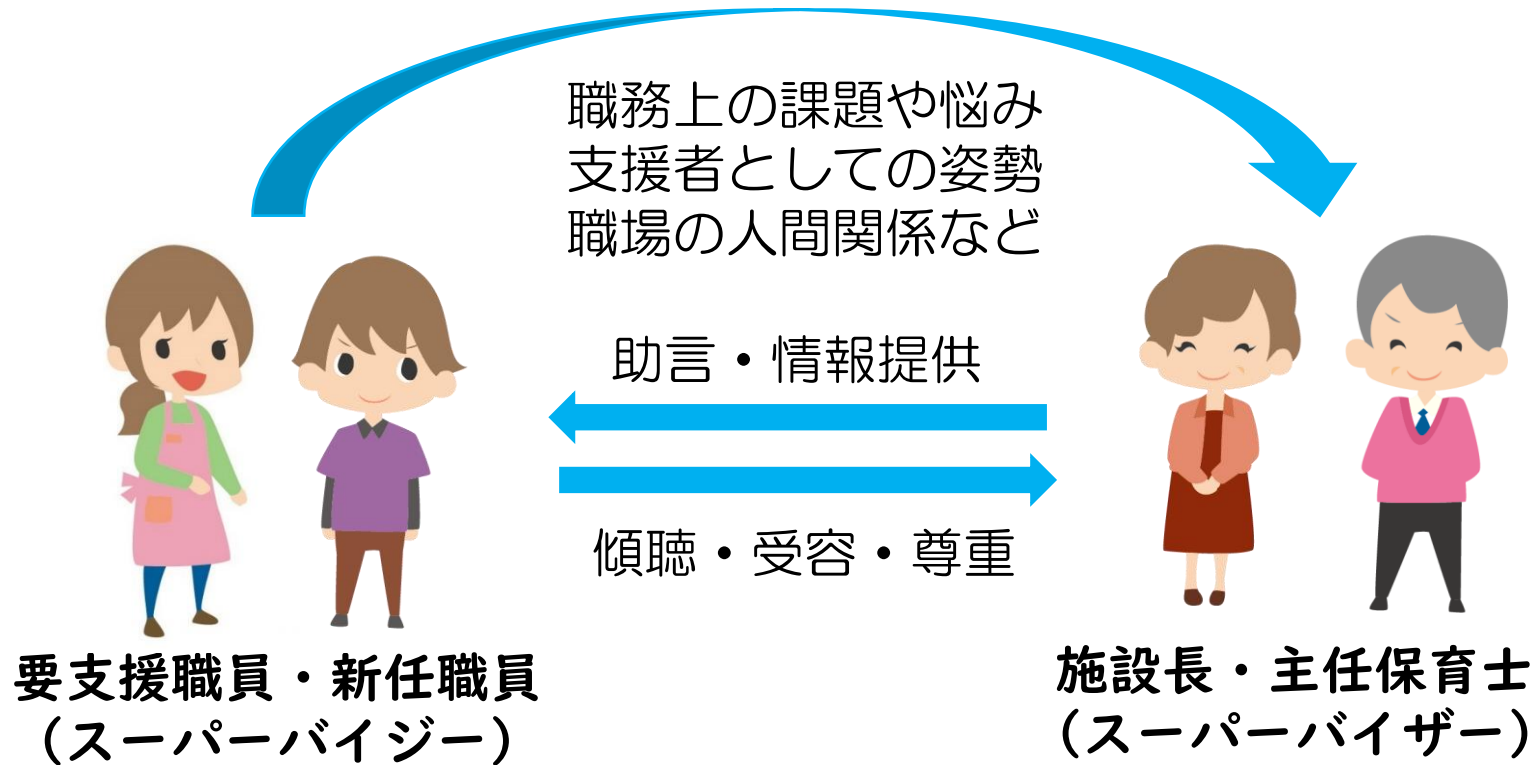 職務上の課題や悩み
支援者としての姿勢
職場の人間関係など
助言・情報提供
傾聴・受容・尊重
要支援職員・新任職員
(スーパーバイジー)
施設長・主任保育士
(スーパーバイザー)